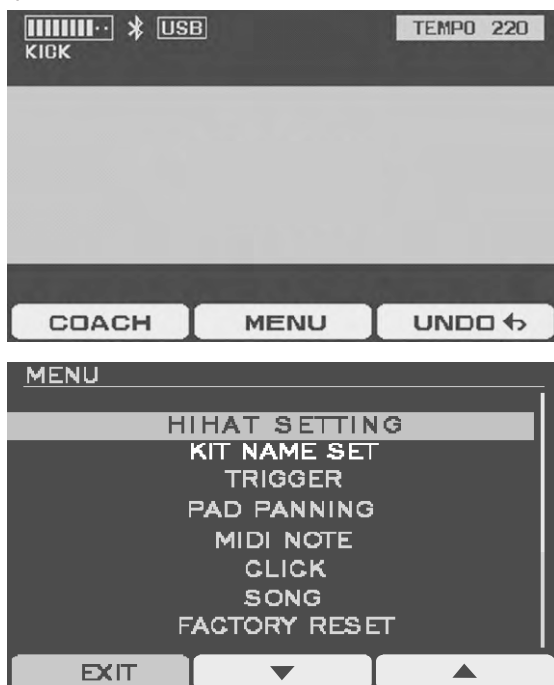 USB TEMPO 220
KICK
COACH MENU UNDO
MENU
HIHAT SETTING
KIT NAME SET
TRIGGER
PAD PANNING
MIDI NOTE
CLICK
SONG
FACTORY RESET
EXIT